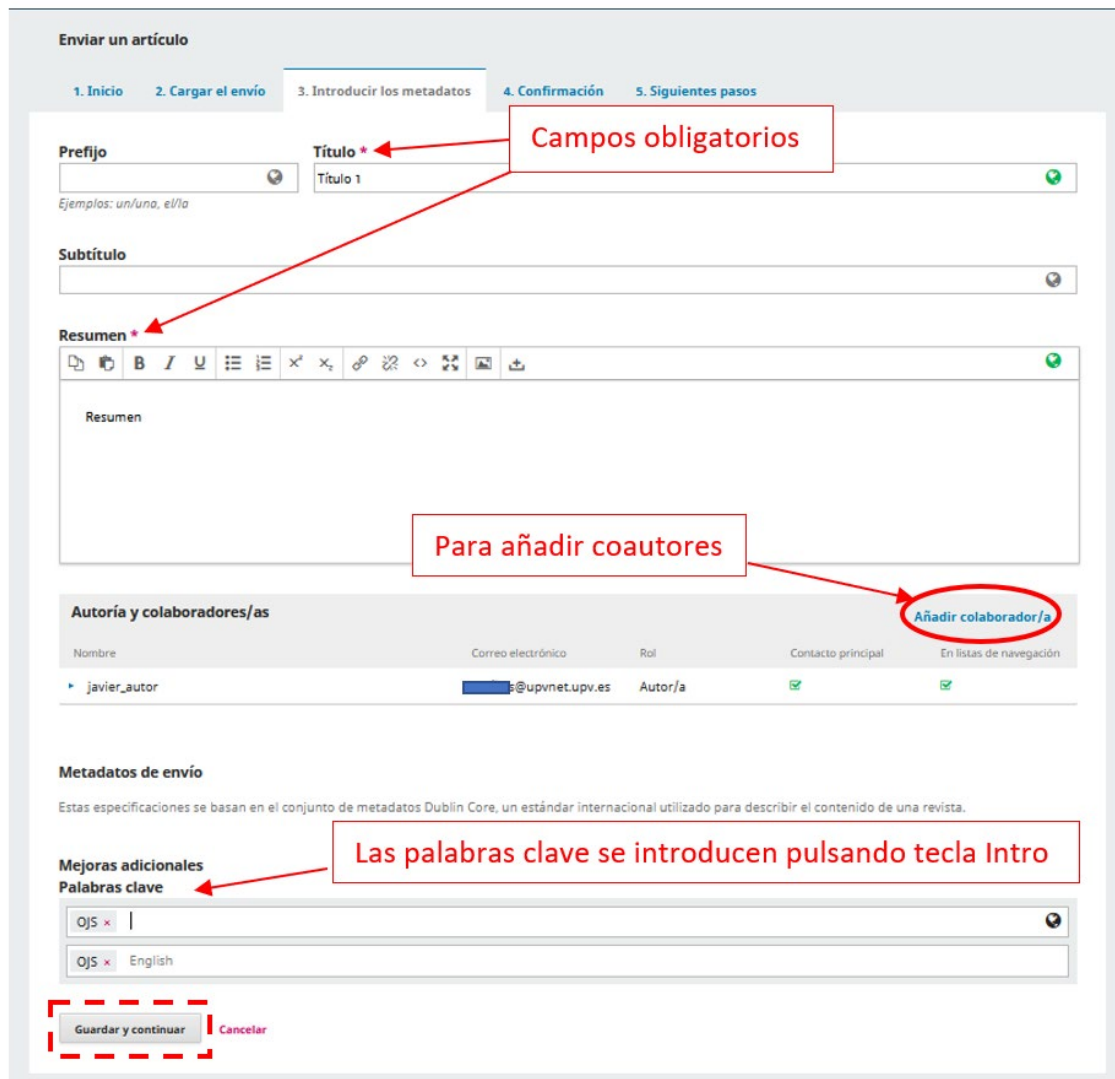 Enviar un artículo
1. Inicio 2. Cargar el envío 3. Introducir los metadatos 4. Confirmación 5. Siguientes pasos
Campos obligatorios
Prefijo Título *
Título 1
Ejemplos: un/una, el/la
Subtítulo
Resumen *
B I U x² x₂
Resumen
Para añadir coautores
Autoría y colaboradores/as Añadir colaborador/a
Nombre Correo electrónico Rol Contacto principal En listas de navegación
javier_autor s@upvnet.upv.es Autor/a
Metadatos de envío
Estas especificaciones se basan en el conjunto de metadatos Dublin Core, un estándar internacional utilizado para describir el contenido de una revista.
Las palabras clave se introducen pulsando tecla Intro
Mejoras adicionales
Palabras clave
OJS ×
OJS × English
Guardar y continuar Cancelar